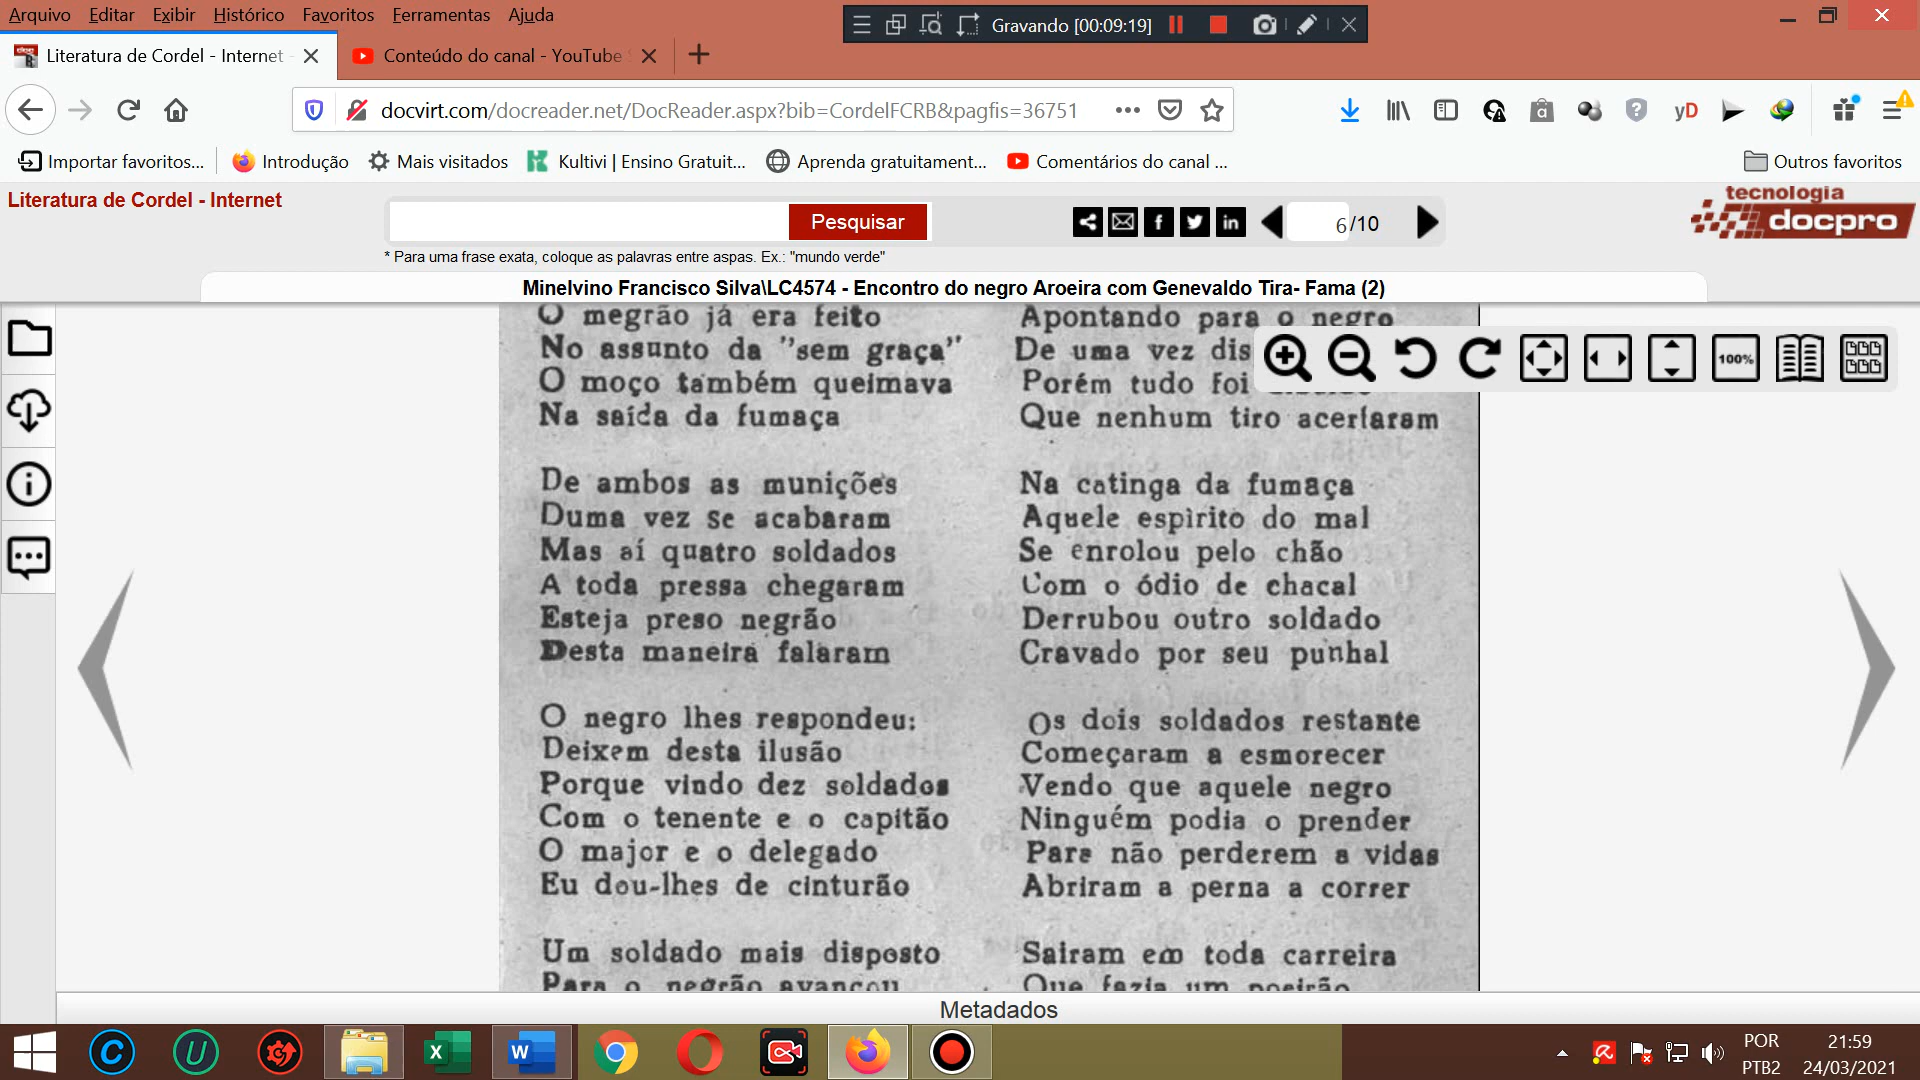 Arquivo Editar Exibir Histórico Favoritos Ferramentas Ajuda
Gravando [00:09:19]
Literatura de Cordel - Internet -
Conteúdo do canal - YouTube S
docvirt.com/docreader.net/DocReader.aspx?bib=CordelFCRB&pagfis=36751
Importar favoritos...
Introdução
Mais visitados
Kultivi | Ensino Gratuit...
Aprenda gratuitament...
Comentários do canal ...
Outros favoritos
Literatura de Cordel - Internet
Pesquisar
6/10
tecnologia
docpro
* Para uma frase exata, coloque as palavras entre aspas. Ex.: "mundo verde"
Minelvino Francisco Silva\LC4574 - Encontro do negro Aroeira com Genevaldo Tira- Fama (2)
O megrão já era feito
No assunto da "sem graça"
O moço também queimava
Na saída da fumaça
De ambos as munições
Duma vez se acabaram
Mas aí quatro soldados
A toda pressa chegaram
Esteja preso negrão
Desta maneira falaram
O negro lhes respondeu:
Deixem desta ilusão
Porque vindo dez soldados
Com o tenente e o capitão
O major e o delegado
Eu dou-lhes de cinturão
Um soldado mais disposto
Para o negrão avançou
Apontando para o negro
De uma vez dis
Porém tudo foi
Que nenhum tiro acertaram
100%
Na catinga da fumaça
Aquele espìrito do mal
Se enrolou pelo chão
Com o ódio de chacal
Derrubou outro soldado
Cravado por seu punhal
Os dois soldados restante
Começaram a esmorecer
Vendo que aquele negro
Ninguém podia o prender
Para não perderem a vidas
Abriram a perna a correr
Sairam em toda carreira
Que fazia um poeirão
Metadados
POR
PTB2
21:59
24/03/2021